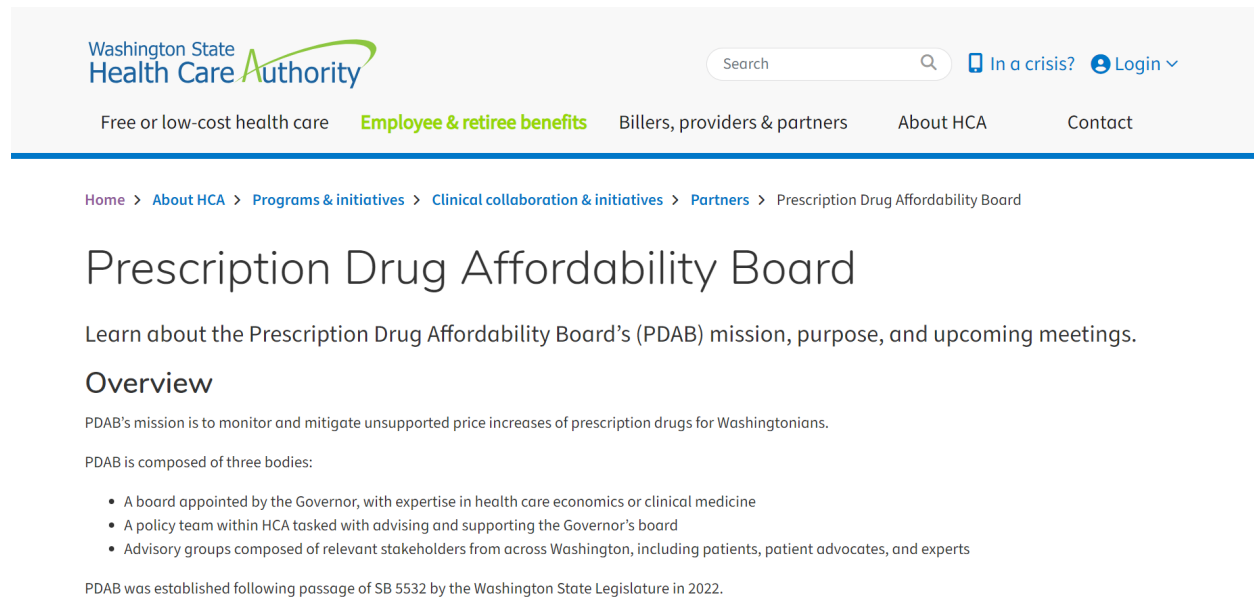 Washington State
Health Care Authority
Search
In a crisis?
Login
Free or low-cost health care
Employee & retiree benefits
Billers, providers & partners
About HCA
Contact
Home > About HCA > Programs & initiatives > Clinical collaboration & initiatives > Partners > Prescription Drug Affordability Board
Prescription Drug Affordability Board
Learn about the Prescription Drug Affordability Board's (PDAB) mission, purpose, and upcoming meetings.
Overview
PDAB's mission is to monitor and mitigate unsupported price increases of prescription drugs for Washingtonians.
PDAB is composed of three bodies:
• A board appointed by the Governor, with expertise in health care economics or clinical medicine
• A policy team within HCA tasked with advising and supporting the Governor's board
• Advisory groups composed of relevant stakeholders from across Washington, including patients, patient advocates, and experts
PDAB was established following passage of SB 5532 by the Washington State Legislature in 2022.